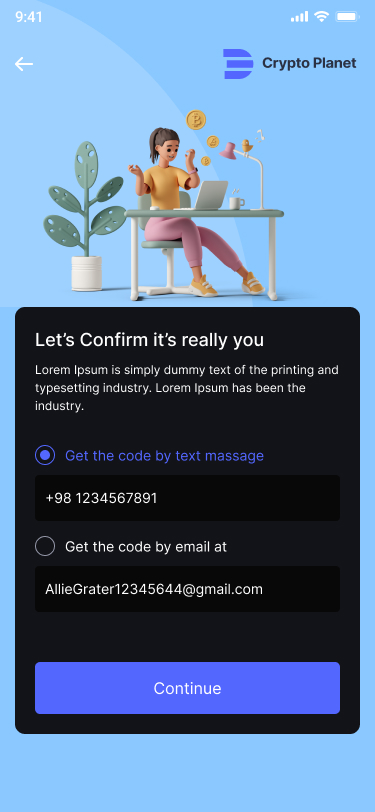 9:41
Crypto Planet
Let's Confirm it's really you
Lorem Ipsum is simply dummy text of the printing and
typesetting industry. Lorem Ipsum has been the
industry.
Get the code by text massage
+98 1234567891
Get the code by email at
AllieGrater12345644@gmail.com
Continue